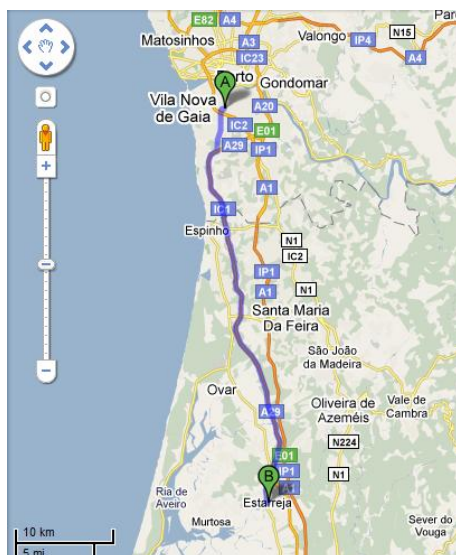 E82
A4
N15
Pare
Matosinhos
A3
Valongo
IP4
IC23
A4
Porto
Gondomar
A
Vila Nova
de Gaia
A20
IC2
E01
A29
IP1
A1
IC1
Espinho
N1
IC2
IP1
A1
N1
Santa Maria
Da Feira
São João
da Madeira
Ovar
Oliveira de
Azeméis
Vale de
Cambra
A29
N224
E01
IP1
N1
B
A1
Ria de
Aveiro
Estarreja
Murtosa
Sever do
Vouga
10 km
5 mi